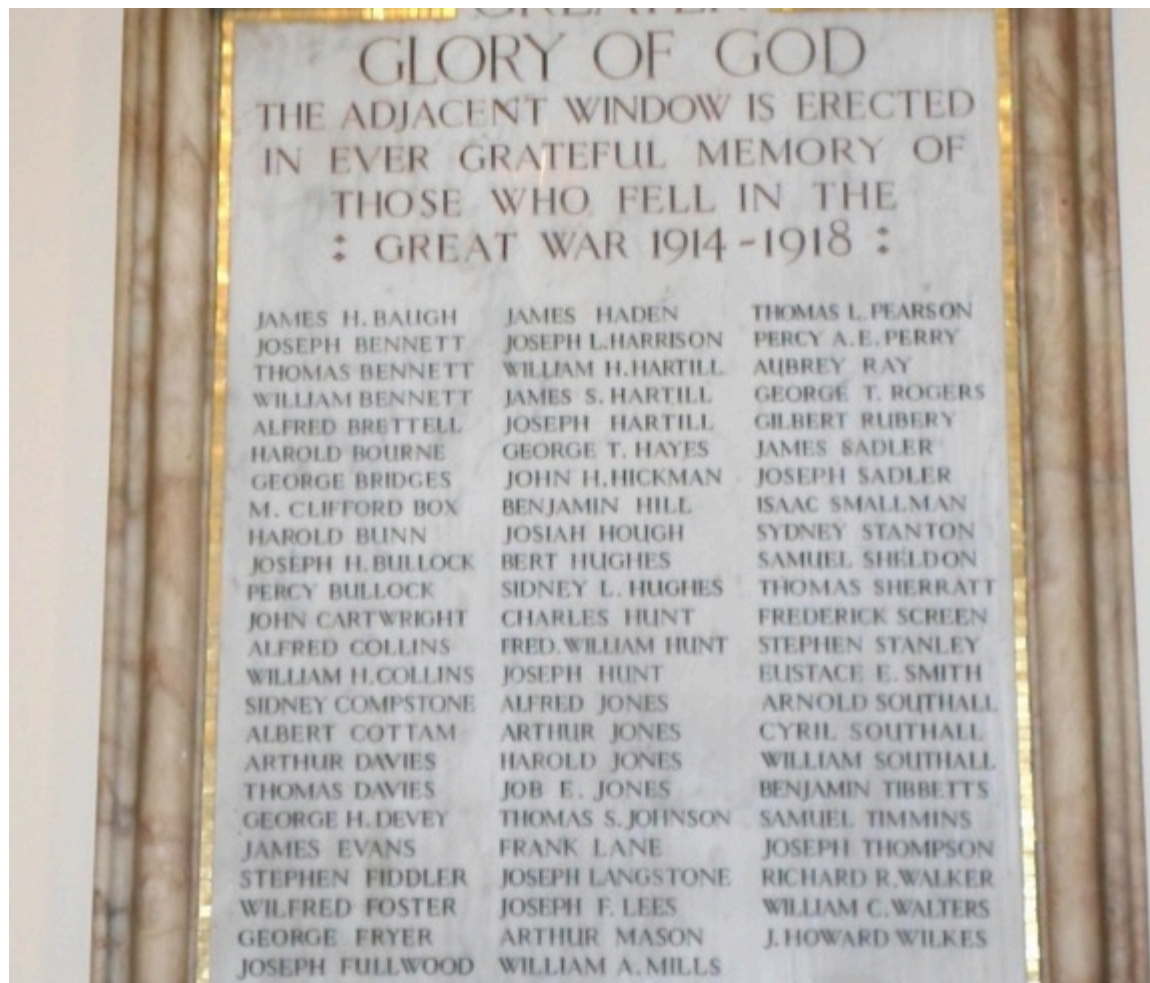 GREATER
GLORY OF GOD
THE ADJACENT WINDOW IS ERECTED
IN EVER GRATEFUL MEMORY OF
THOSE WHO FELL IN THE
: GREAT WAR 1914-1918 :
JAMES H. BAUGH
JOSEPH BENNETT
THOMAS BENNETT
WILLIAM BENNETT
ALFRED BRETTELL
HAROLD BOURNE
GEORGE BRIDGES
M. CLIFFORD BOX
HAROLD BUNN
JOSEPH H. BULLOCK
PERCY BULLOCK
JOHN CARTWRIGHT
ALFRED COLLINS
WILLIAM H. COLLINS
SIDNEY COMPSTONE
ALBERT COTTAM
ARTHUR DAVIES
THOMAS DAVIES
GEORGE H. DEVEY
JAMES EVANS
STEPHEN FIDDLER
WILFRED FOSTER
GEORGE FRYER
JOSEPH FULLWOOD
JAMES HADEN
JOSEPH L. HARRISON
WILLIAM H. HARTILL
JAMES S. HARTILL
JOSEPH HARTILL
GEORGE T. HAYES
JOHN H. HICKMAN
BENJAMIN HILL
JOSIAH HOUGH
BERT HUGHES
SIDNEY L. HUGHES
CHARLES HUNT
FRED. WILLIAM HUNT
JOSEPH HUNT
ALFRED JONES
ARTHUR JONES
HAROLD JONES
JOB E. JONES
THOMAS S. JOHNSON
FRANK LANE
JOSEPH LANGSTONE
JOSEPH F. LEES
ARTHUR MASON
WILLIAM A. MILLS
THOMAS L. PEARSON
PERCY A. E. PERRY
AUBREY RAY
GEORGE T. ROGERS
GILBERT RUBERY
JAMES SADLER
JOSEPH SADLER
ISAAC SMALLMAN
SYDNEY STANTON
SAMUEL SHELDON
THOMAS SHERRATT
FREDERICK SCREEN
STEPHEN STANLEY
EUSTACE E. SMITH
ARNOLD SOUTHALL
CYRIL SOUTHALL
WILLIAM SOUTHALL
BENJAMIN TIBBETTS
SAMUEL TIMMINS
JOSEPH THOMPSON
RICHARD R. WALKER
WILLIAM C. WALTERS
J. HOWARD WILKES